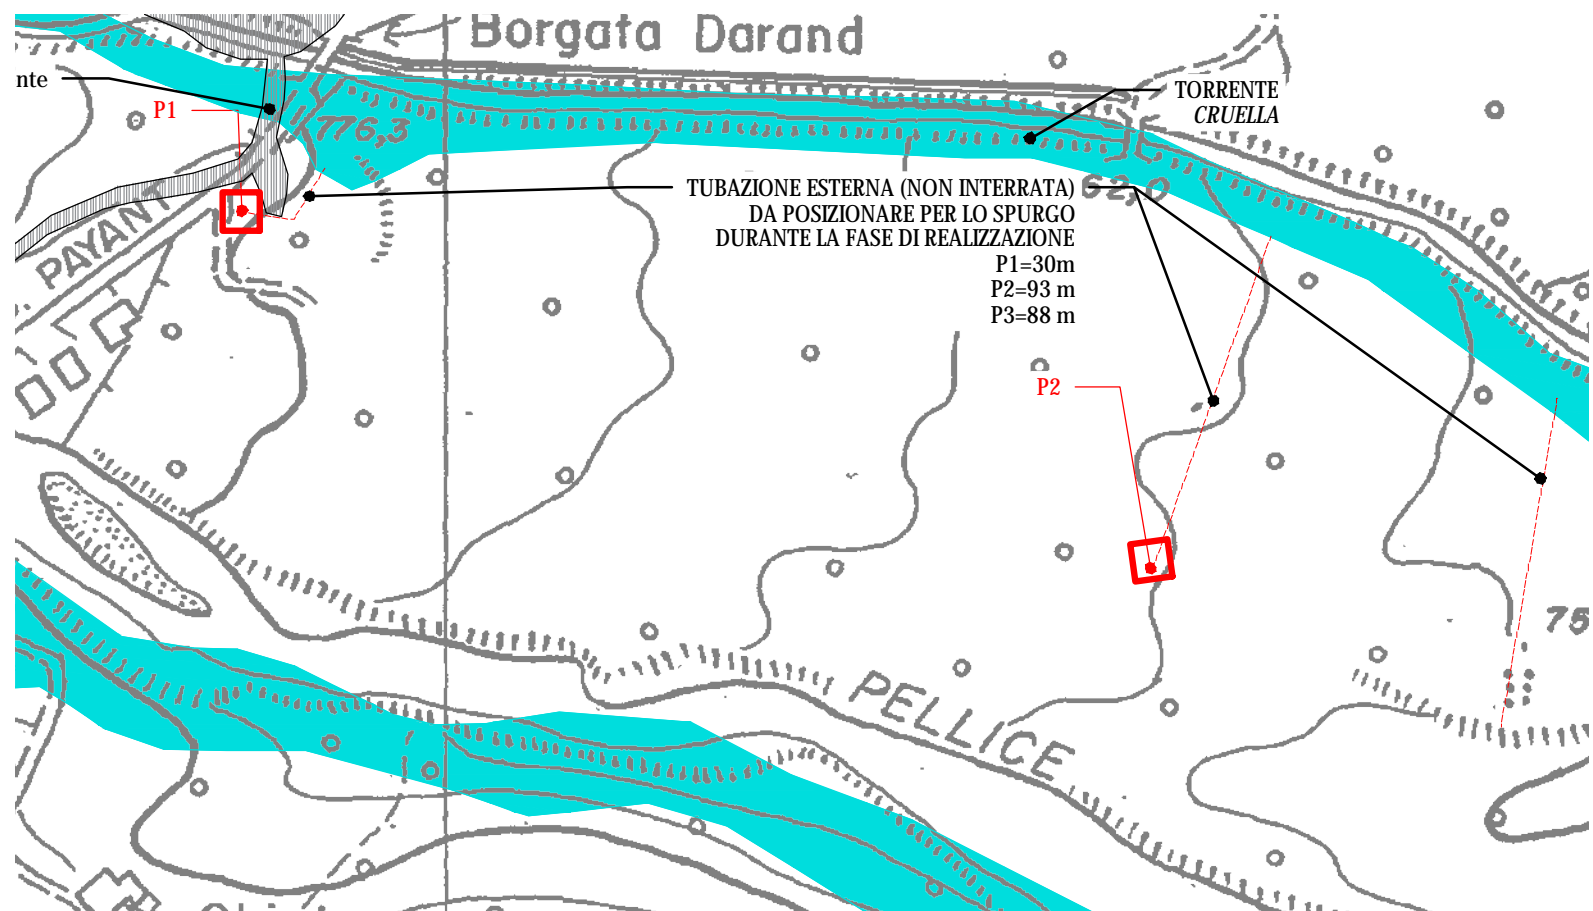 Borgata Darand
nte
P1
776,3
TORRENTE
CRUELLA
TUBAZIONE ESTERNA (NON INTERRATA)
DA POSIZIONARE PER LO SPURGO
DURANTE LA FASE DI REALIZZAZIONE
P1=30m
P2=93 m
P3=88 m
62,0
PAYANT
P2
75
PELLICE